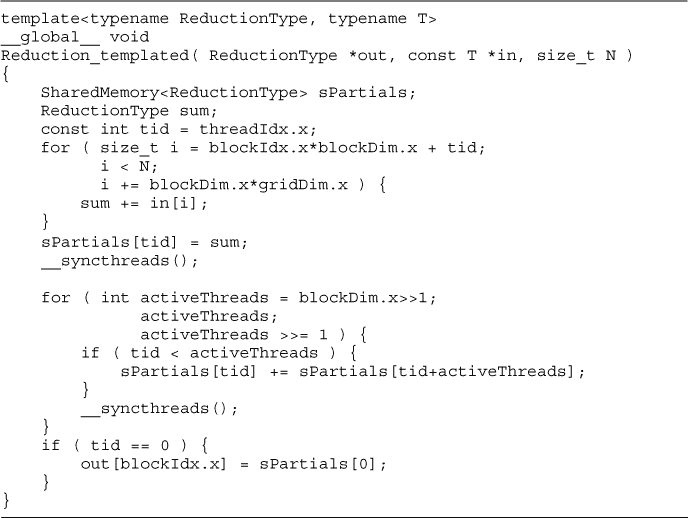 template<typename ReductionType, typename T>
__global__ void
Reduction_templated( ReductionType *out, const T *in, size_t N )
{
    SharedMemory<ReductionType> sPartials;
    ReductionType sum;
    const int tid = threadIdx.x;
    for ( size_t i = blockIdx.x*blockDim.x + tid;
          i < N;
          i += blockDim.x*gridDim.x ) {
        sum += in[i];
    }
    sPartials[tid] = sum;
    __syncthreads();

    for ( int activeThreads = blockDim.x>>1;
              activeThreads;
              activeThreads >>= 1 ) {
        if ( tid < activeThreads ) {
            sPartials[tid] += sPartials[tid+activeThreads];
        }
        __syncthreads();
    }
    if ( tid == 0 ) {
        out[blockIdx.x] = sPartials[0];
    }
}